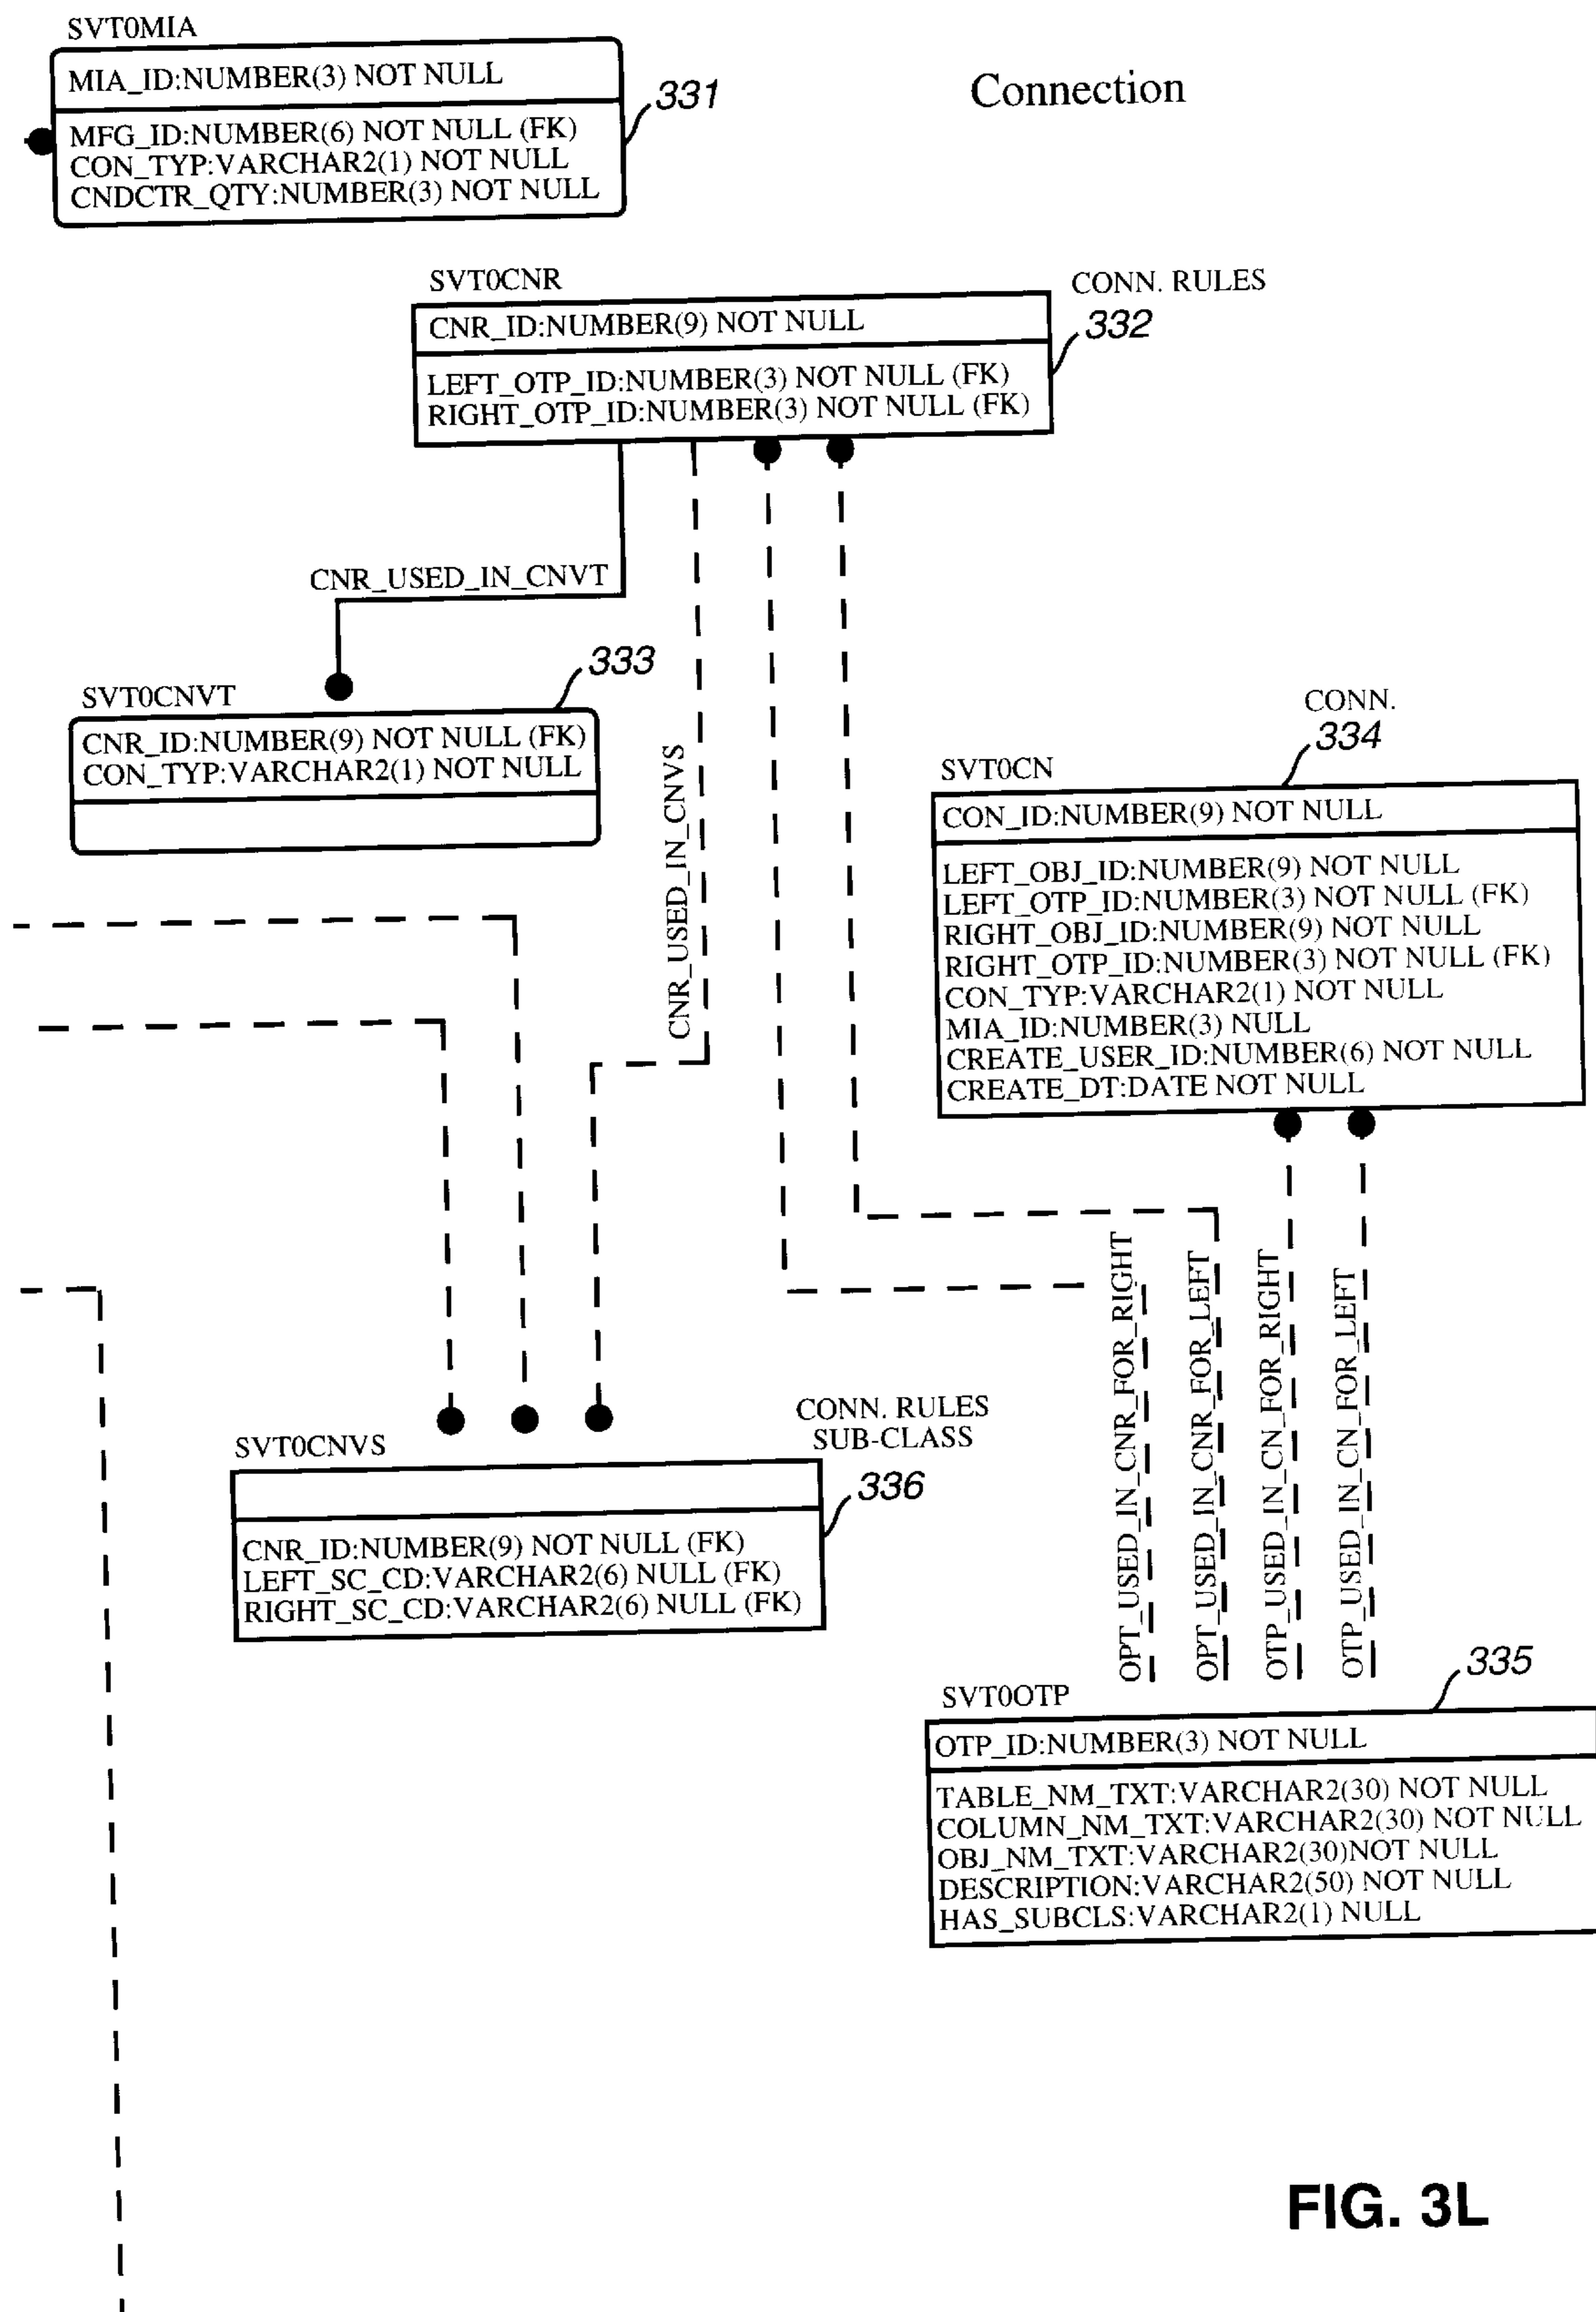 SVT0MIA
MIA_ID:NUMBER(3) NOT NULL
MFG_ID:NUMBER(6) NOT NULL (FK)
CON_TYP:VARCHAR2(1) NOT NULL
CNDCTR_QTY:NUMBER(3) NOT NULL
331
Connection
SVT0CNR
CONN. RULES
332
CNR_ID:NUMBER(9) NOT NULL
LEFT_OTP_ID:NUMBER(3) NOT NULL (FK)
RIGHT_OTP_ID:NUMBER(3) NOT NULL (FK)
CNR_USED_IN_CNVT
333
SVT0CNVT
CNR_ID:NUMBER(9) NOT NULL (FK)
CON_TYP:VARCHAR2(1) NOT NULL
CNR_USED_IN_CNVS
CONN.
334
SVT0CN
CON_ID:NUMBER(9) NOT NULL
LEFT_OBJ_ID:NUMBER(9) NOT NULL
LEFT_OTP_ID:NUMBER(3) NOT NULL (FK)
RIGHT_OBJ_ID:NUMBER(9) NOT NULL
RIGHT_OTP_ID:NUMBER(3) NOT NULL (FK)
CON_TYP:VARCHAR2(1) NOT NULL
MIA_ID:NUMBER(3) NULL
CREATE_USER_ID:NUMBER(6) NOT NULL
CREATE_DT:DATE NOT NULL
OPT_USED_IN_CNR_FOR_RIGHT
OPT_USED_IN_CNR_FOR_LEFT
OTP_USED_IN_CN_FOR_RIGHT
OTP_USED_IN_CN_FOR_LEFT
SVT0CNVS
CONN. RULES
SUB-CLASS
336
CNR_ID:NUMBER(9) NOT NULL (FK)
LEFT_SC_CD:VARCHAR2(6) NULL (FK)
RIGHT_SC_CD:VARCHAR2(6) NULL (FK)
335
SVT0OTP
OTP_ID:NUMBER(3) NOT NULL
TABLE_NM_TXT:VARCHAR2(30) NOT NULL
COLUMN_NM_TXT:VARCHAR2(30) NOT NULL
OBJ_NM_TXT:VARCHAR2(30)NOT NULL
DESCRIPTION:VARCHAR2(50) NOT NULL
HAS_SUBCLS:VARCHAR2(1) NULL
FIG. 3L